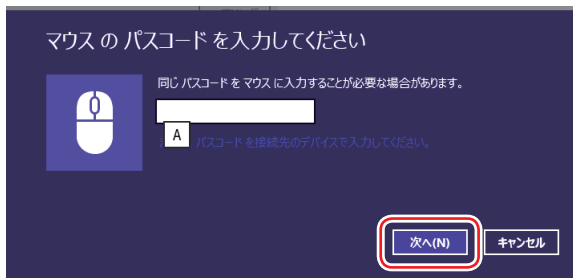 マウス の パスコード を入力してください
同じ パスコード を マウス に入力することが必要な場合があります。
A
パスコード を接続先のデバイスで入力してください。
次へ(N)
キャンセル